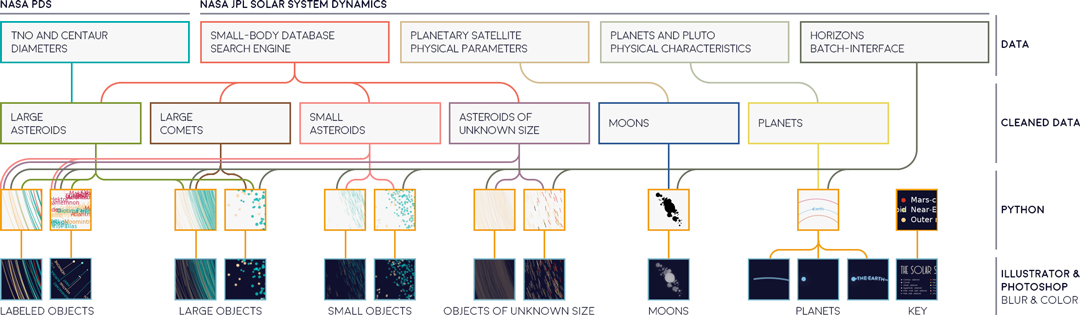 NASA PDS
NASA JPL SOLAR SYSTEM DYNAMICS
TNO AND CENTAUR
DIAMETERS
SMALL-BODY DATABASE
SEARCH ENGINE
PLANETARY SATELLITE
PHYSICAL PARAMETERS
PLANETS AND PLUTO
PHYSICAL CHARACTERISTICS
HORIZONS
BATCH-INTERFACE
DATA
LARGE
ASTEROIDS
LARGE
COMETS
SMALL
ASTEROIDS
ASTEROIDS OF
UNKNOWN SIZE
MOONS
PLANETS
CLEANED DATA
Mars-c
Near-E
Outer
PYTHON
THE EARTH
THE SOLAR S
ILLUSTRATOR &
PHOTOSHOP
BLUR & COLOR
LABELED OBJECTS
LARGE OBJECTS
SMALL OBJECTS
OBJECTS OF UNKNOWN SIZE
MOONS
PLANETS
KEY